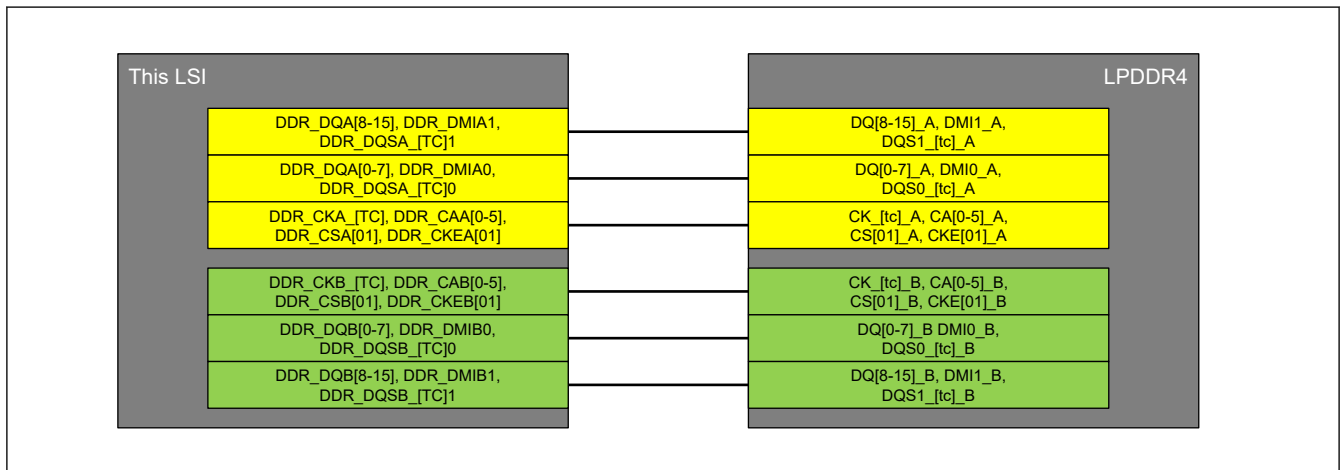 This LSI
LPDDR4
DDR_DQA[8-15], DDR_DMIA1,
DDR_DQSA_[TC]1
DQ[8-15]_A, DMI1_A,
DQS1_[tc]_A
DDR_DQA[0-7], DDR_DMIA0,
DDR_DQSA_[TC]0
DQ[0-7]_A, DMI0_A,
DQS0_[tc]_A
DDR_CKA_[TC], DDR_CAA[0-5],
DDR_CSA[01], DDR_CKEA[01]
CK_[tc]_A, CA[0-5]_A,
CS[01]_A, CKE[01]_A
DDR_CKB_[TC], DDR_CAB[0-5],
DDR_CSB[01], DDR_CKEB[01]
CK_[tc]_B, CA[0-5]_B,
CS[01]_B, CKE[01]_B
DDR_DQB[0-7], DDR_DMIB0,
DDR_DQSB_[TC]0
DQ[0-7]_B DMI0_B,
DQS0_[tc]_B
DDR_DQB[8-15], DDR_DMIB1,
DDR_DQSB_[TC]1
DQ[8-15]_B, DMI1_B,
DQS1_[tc]_B